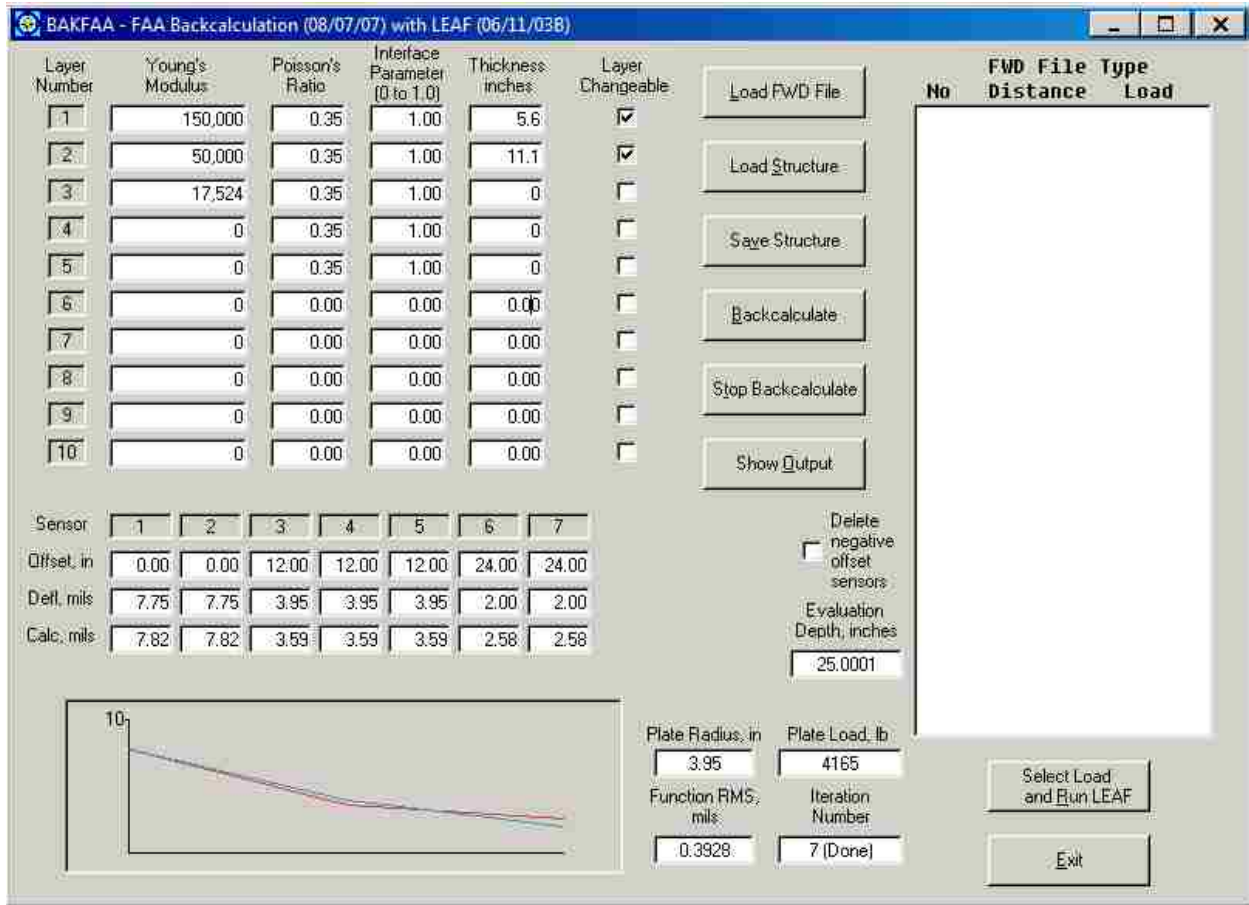 BAKFAA - FAA Backcalculation (08/07/07) with LEAF (06/11/03B)
Layer Number Young's Modulus Poisson's Ratio Interface Parameter (0 to 1.0) Thickness inches Layer Changeable
1 150,000 0.35 1.00 5.6
2 50,000 0.35 1.00 11.1
3 17,524 0.35 1.00 0
4 0 0.35 1.00 0
5 0 0.35 1.00 0
6 0 0.00 0.00 0.00
7 0 0.00 0.00 0.00
8 0 0.00 0.00 0.00
9 0 0.00 0.00 0.00
10 0 0.00 0.00 0.00
Load FWD File
Load Structure
Save Structure
Backcalculate
Stop Backcalculate
Show Output
FWD File Type
No Distance Load
Sensor 1 2 3 4 5 6 7
Offset, in 0.00 0.00 12.00 12.00 12.00 24.00 24.00
Defl, mils 7.75 7.75 3.95 3.95 3.95 2.00 2.00
Calc, mils 7.82 7.82 3.59 3.59 3.59 2.58 2.58
Delete
negative
offset
sensors
Evaluation
Depth, inches
25.0001
10
Plate Radius, in Plate Load, lb
3.95 4165
Function RMS, mils Iteration Number
0.3928 7 (Done)
Select Load
and Run LEAF
Exit